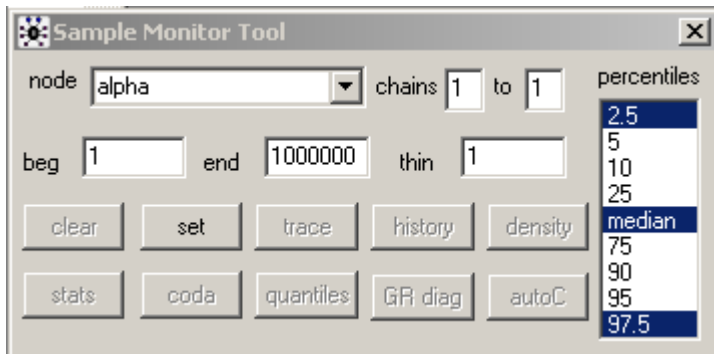 Sample Monitor Tool
node alpha chains 1 to 1 percentiles
beg 1 end 1000000 thin 1
clear set trace history density
stats coda quantiles GR diag autoC
2.5
5
10
25
median
75
90
95
97.5